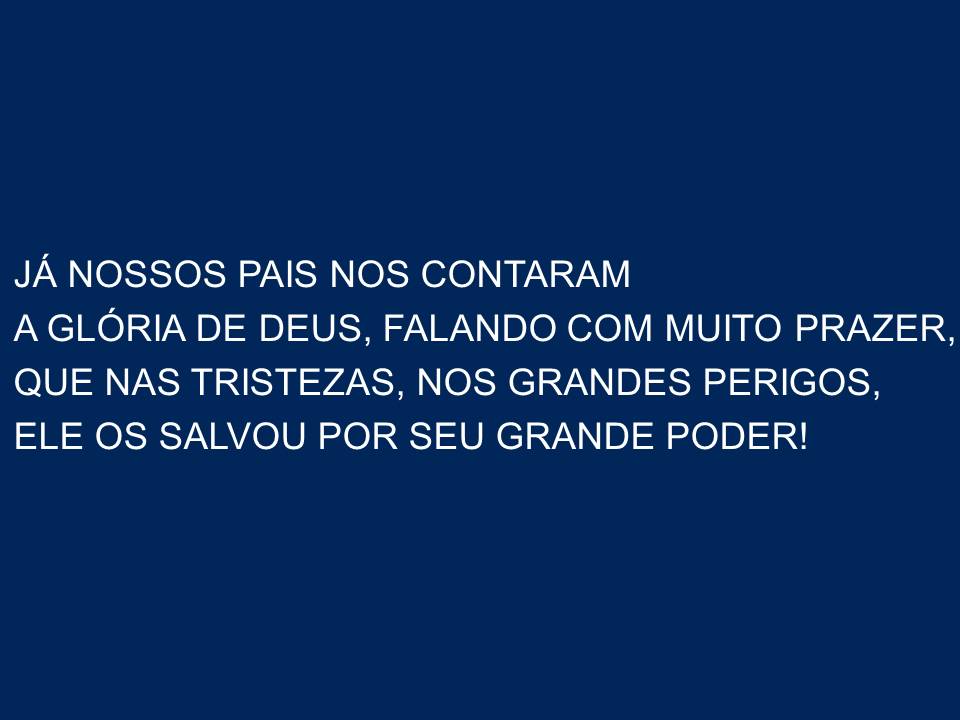 JÁ NOSSOS PAIS NOS CONTARAM
A GLÓRIA DE DEUS, FALANDO COM MUITO PRAZER,
QUE NAS TRISTEZAS, NOS GRANDES PERIGOS,
ELE OS SALVOU POR SEU GRANDE PODER!